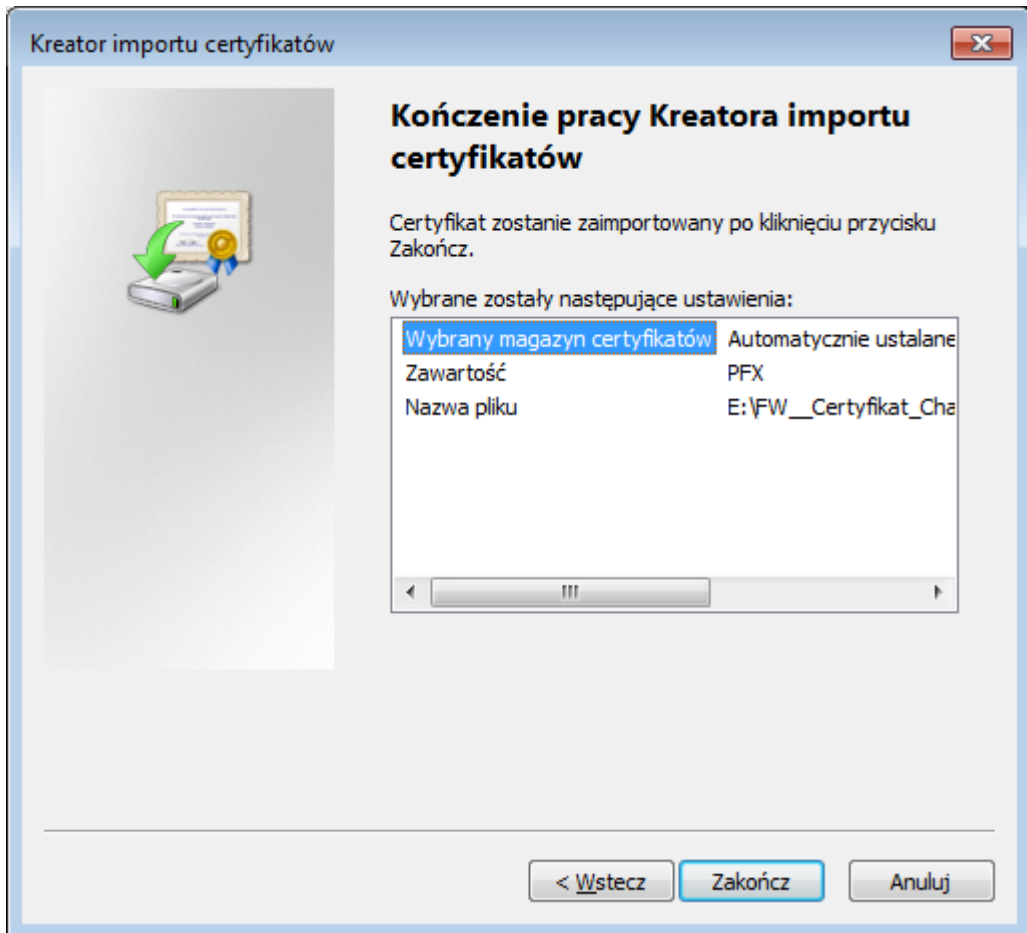 Kreator importu certyfikatów
Kończenie pracy Kreatora importu
certyfikatów
Certyfikat zostanie zaimportowany po kliknięciu przycisku
Zakończ.
Wybrane zostały następujące ustawienia:
Wybrany magazyn certyfikatów Automatycznie ustalane
Zawartość PFX
Nazwa pliku E:\FW__Certyfikat_Cha
< Wstecz Zakończ Anuluj